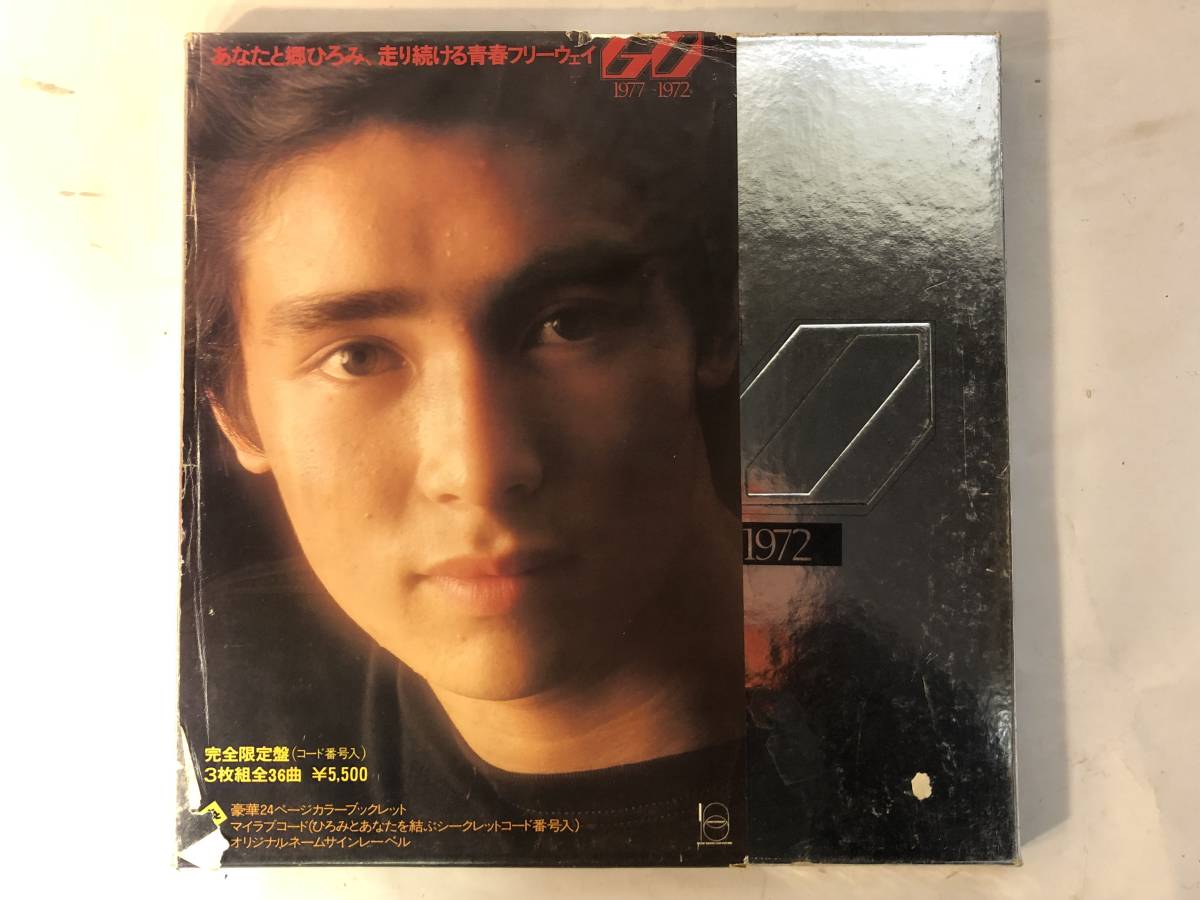 あなたと郷ひろみ、走り続ける青春フリーウェイ
GO
1977→1972
1972
完全限定盤(コード番号入)
3枚組全36曲 ¥5,500
豪華24ページカラーブックレット
マイラブコード(ひろみとあなたを結ぶシークレットコード番号入)
オリジナルネームサインレーベル